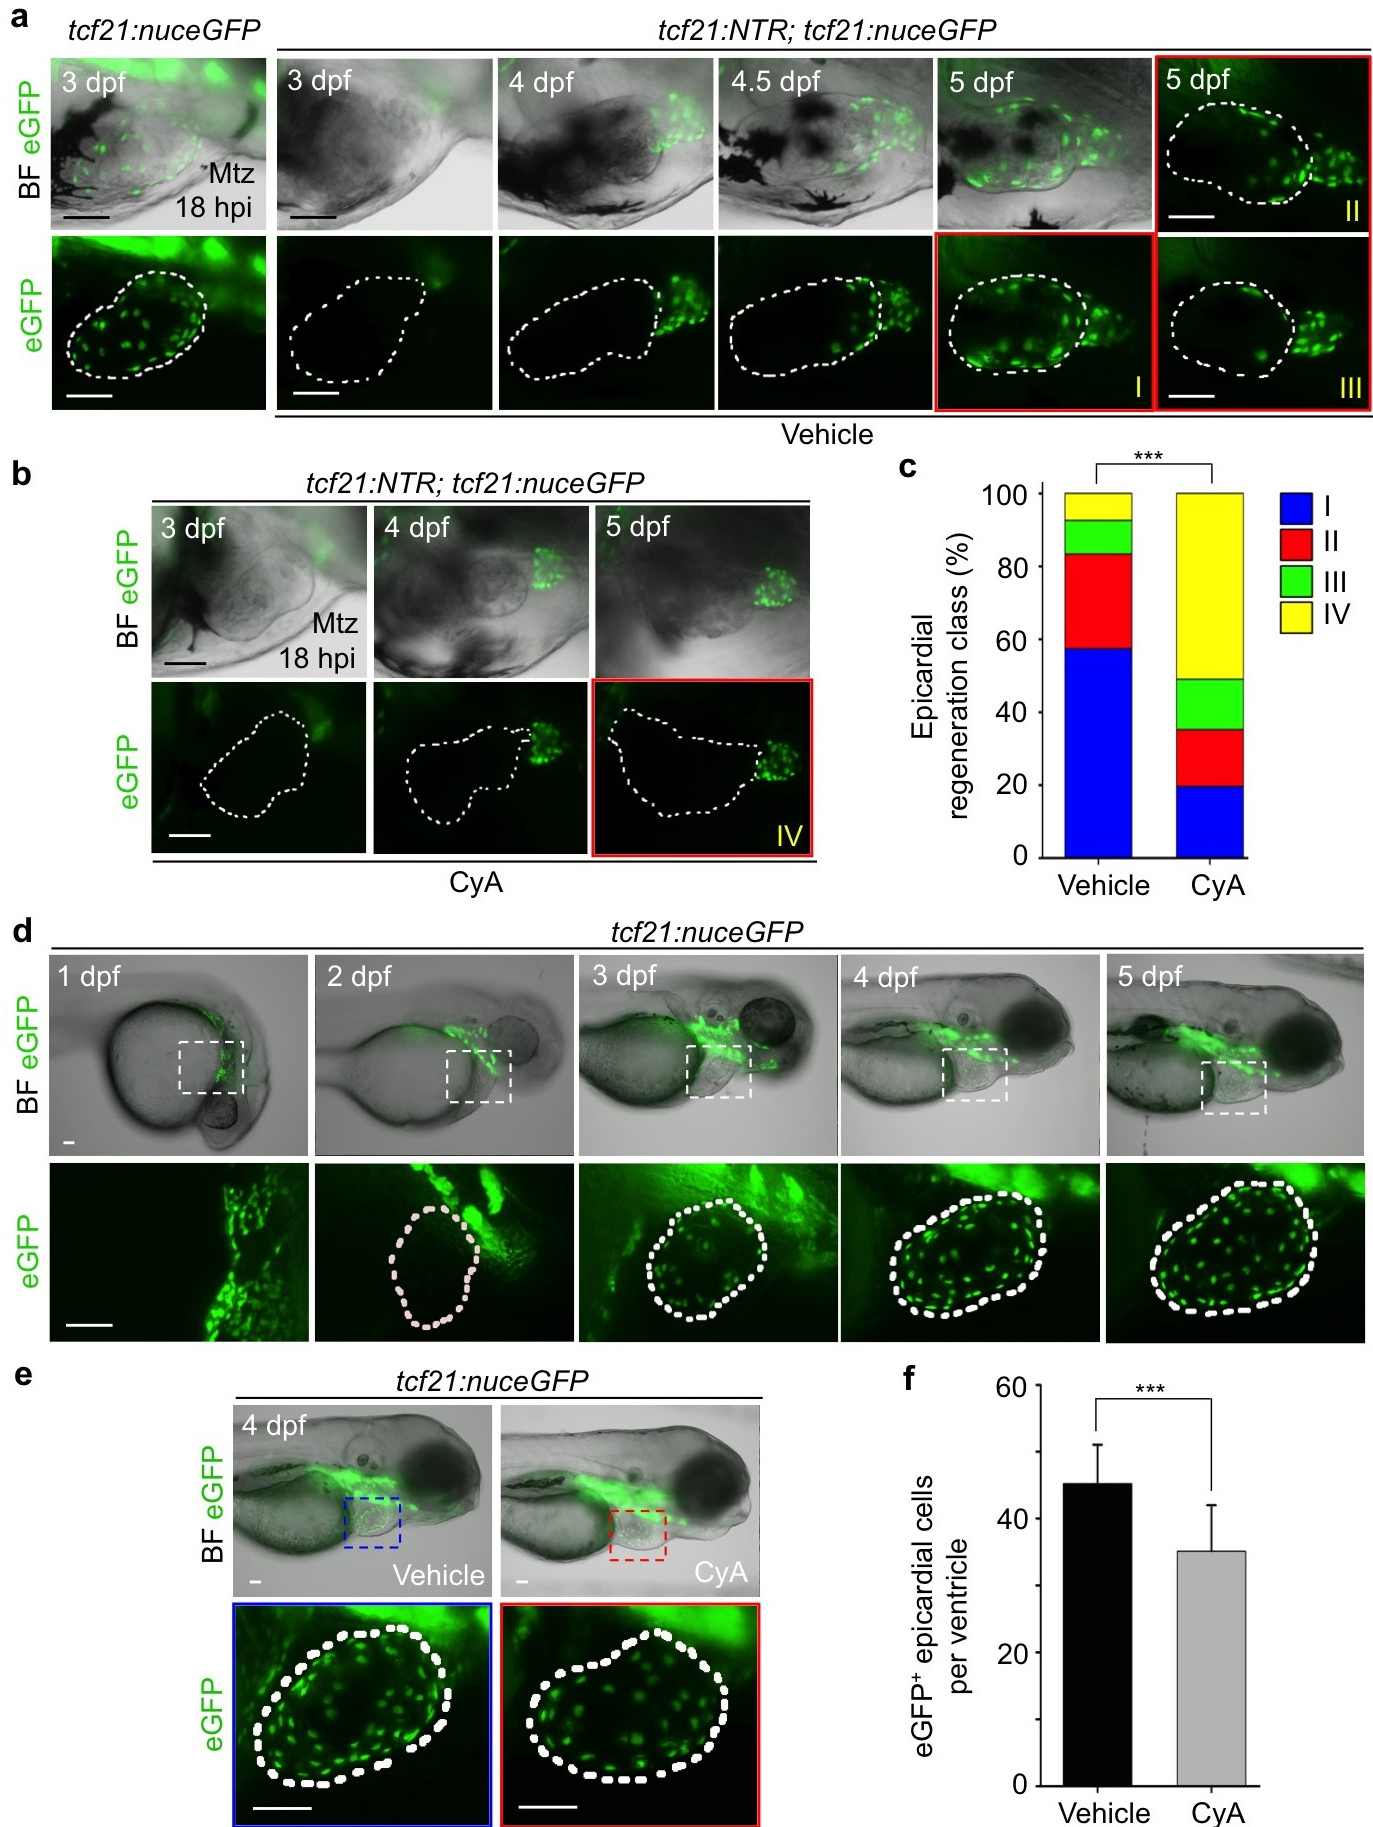 a
tcf21:nuceGFP
tcf21:NTR; tcf21:nuceGFP
BF eGFP
3 dpf
Mtz
18 hpi
3 dpf
4 dpf
4.5 dpf
5 dpf
5 dpf
II
eGFP
I
III
Vehicle
b
tcf21:NTR; tcf21:nuceGFP
BF eGFP
3 dpf
Mtz
18 hpi
4 dpf
5 dpf
eGFP
IV
CyA
c
***
Epicardial
regeneration class (%)
100
80
60
40
20
0
Vehicle
CyA
I
II
III
IV
d
tcf21:nuceGFP
BF eGFP
1 dpf
2 dpf
3 dpf
4 dpf
5 dpf
eGFP
e
tcf21:nuceGFP
BF eGFP
4 dpf
Vehicle
CyA
eGFP
f
***
eGFP⁺ epicardial cells
per ventricle
60
40
20
0
Vehicle
CyA